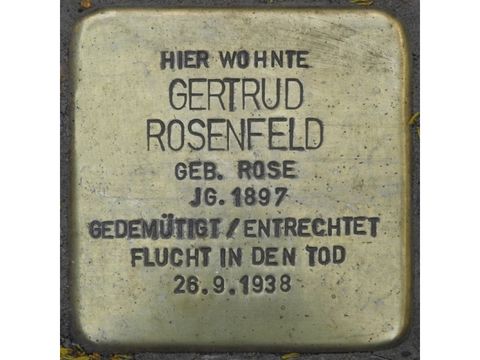 HIER WOHNTE
GERTRUD
ROSENFELD
GEB. ROSE
JG. 1897
GEDEMÜTIGT / ENTRECHTET
FLUCHT IN DEN TOD
26.9.1938